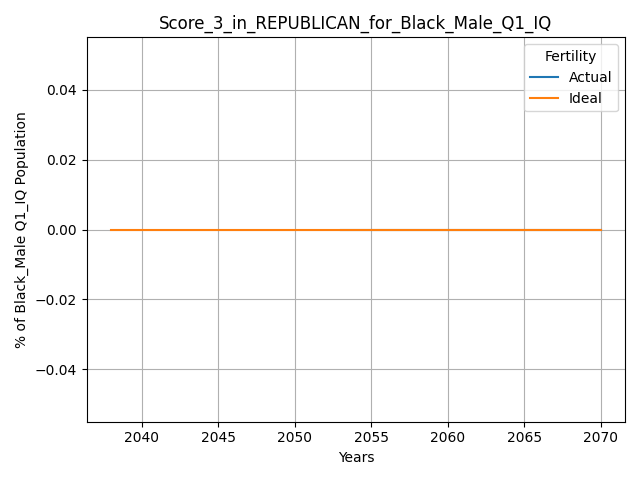 Score_3_in_REPUBLICAN_for_Black_Male_Q1_IQ
Fertility
Actual
Ideal
% of Black_Male Q1_IQ Population
0.04
0.02
0.00
−0.02
−0.04
2040 2045 2050 2055 2060 2065 2070
Years